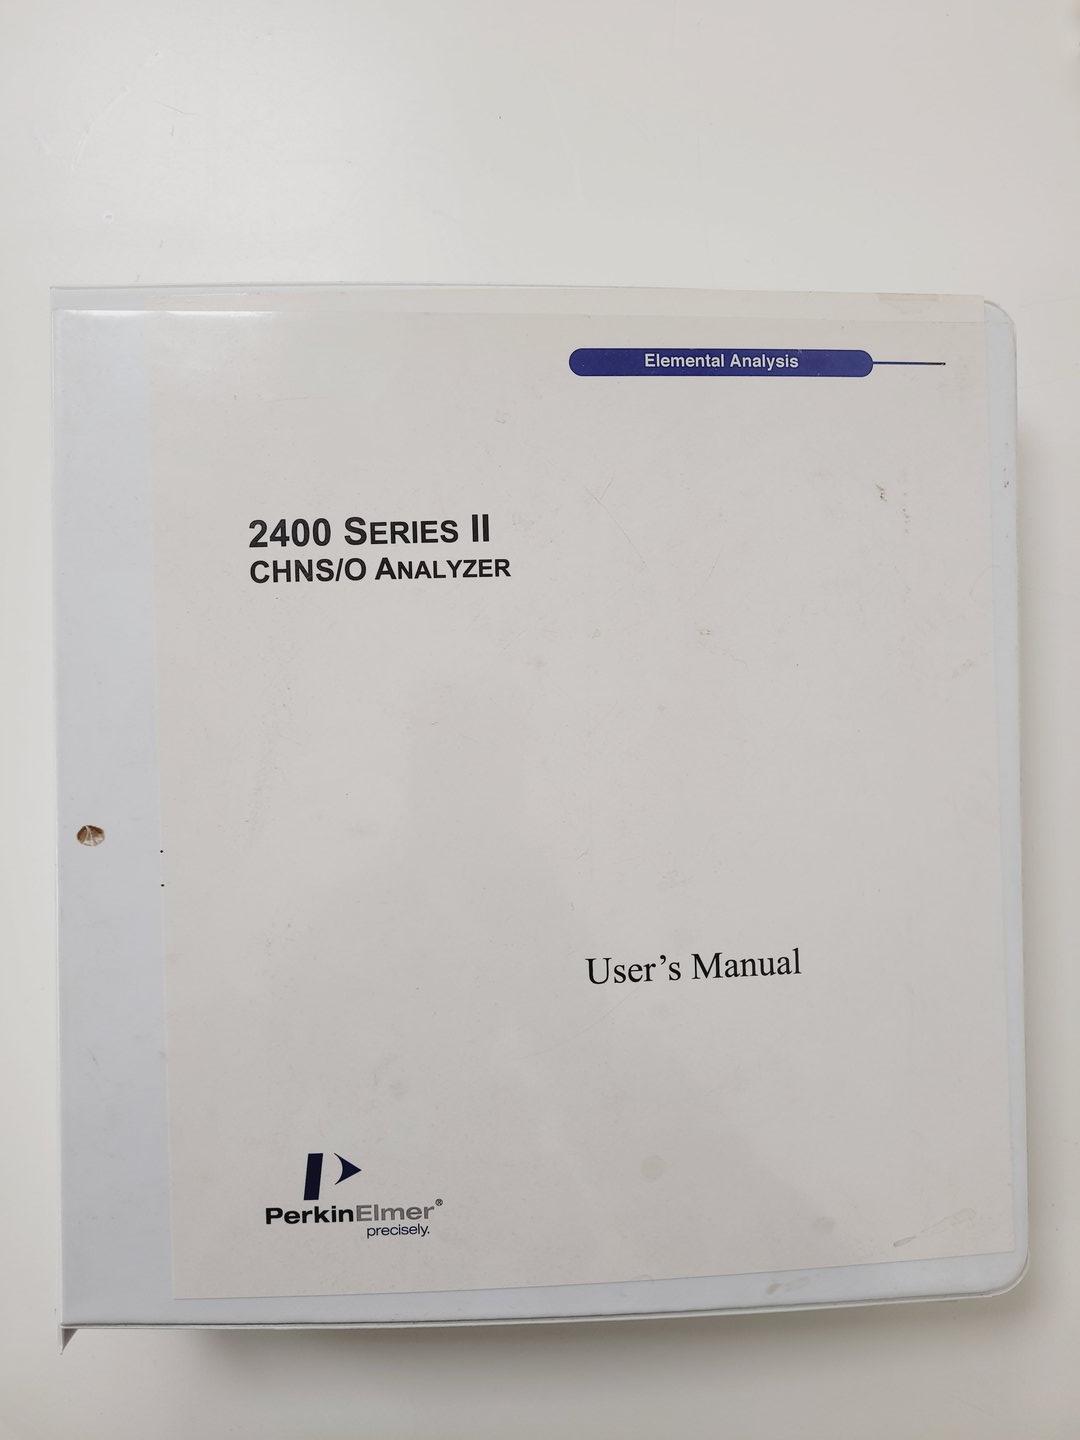 Elemental Analysis
2400 SERIES II
CHNS/O ANALYZER
User's Manual
PerkinElmer®
precisely.